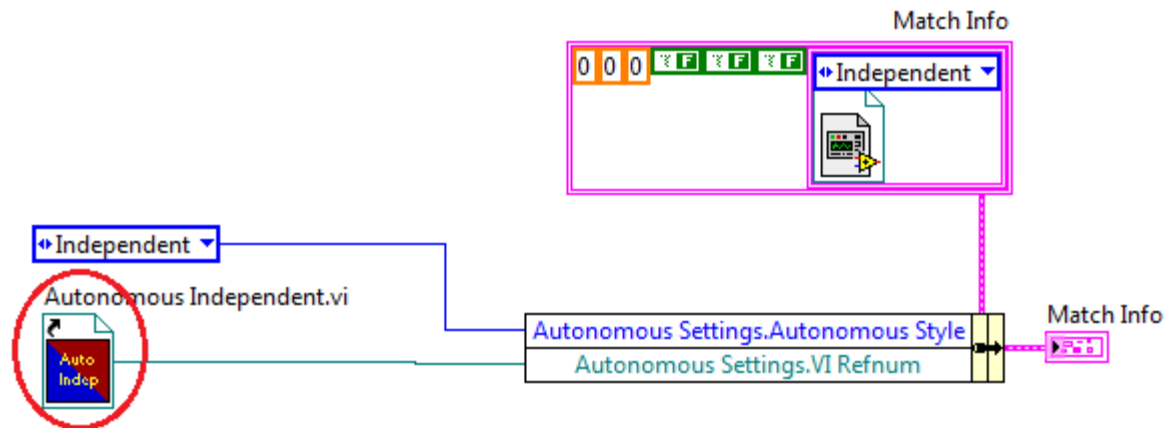 Match Info
0 0 0 F F F Independent
Independent
Autonomous Independent.vi
Auto
Indep
Autonomous Settings.Autonomous Style
Autonomous Settings.VI Refnum
Match Info